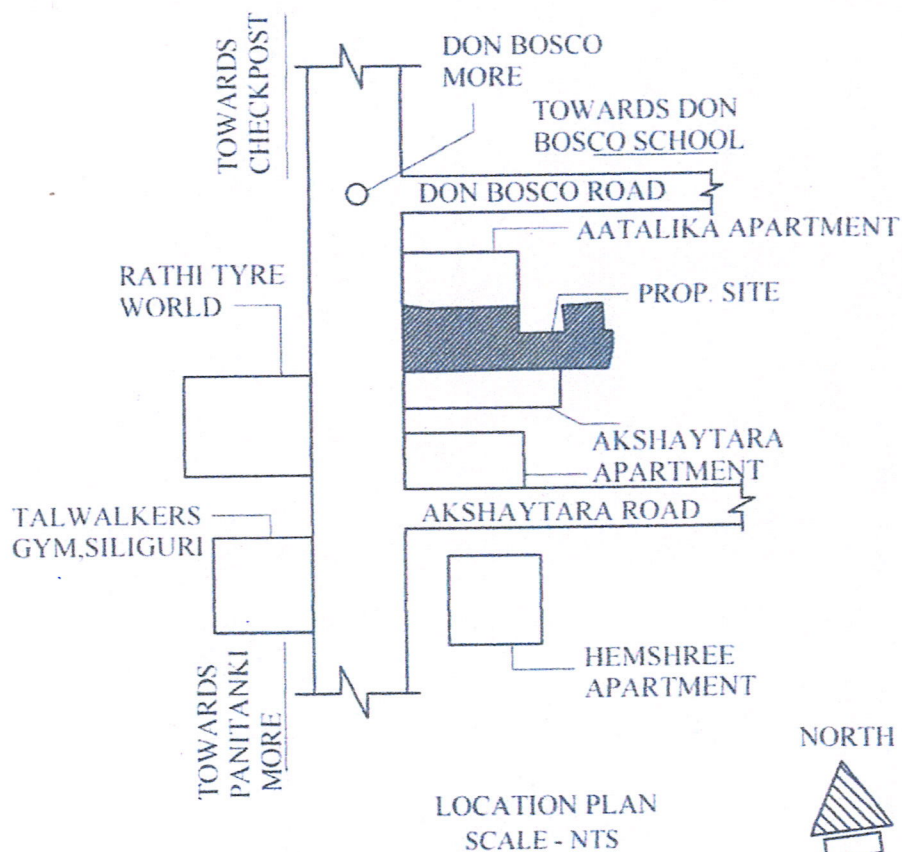 TOWARDS
CHECKPOST
DON BOSCO
MORE
TOWARDS DON
BOSCO SCHOOL
DON BOSCO ROAD
AATALIKA APARTMENT
RATHI TYRE
WORLD
PROP. SITE
AKSHAYTARA
APARTMENT
TALWALKERS
GYM,SILIGURI
AKSHAYTARA ROAD
HEMSHREE
APARTMENT
TOWARDS
PANITANKI
MORE
NORTH
LOCATION PLAN
SCALE - NTS